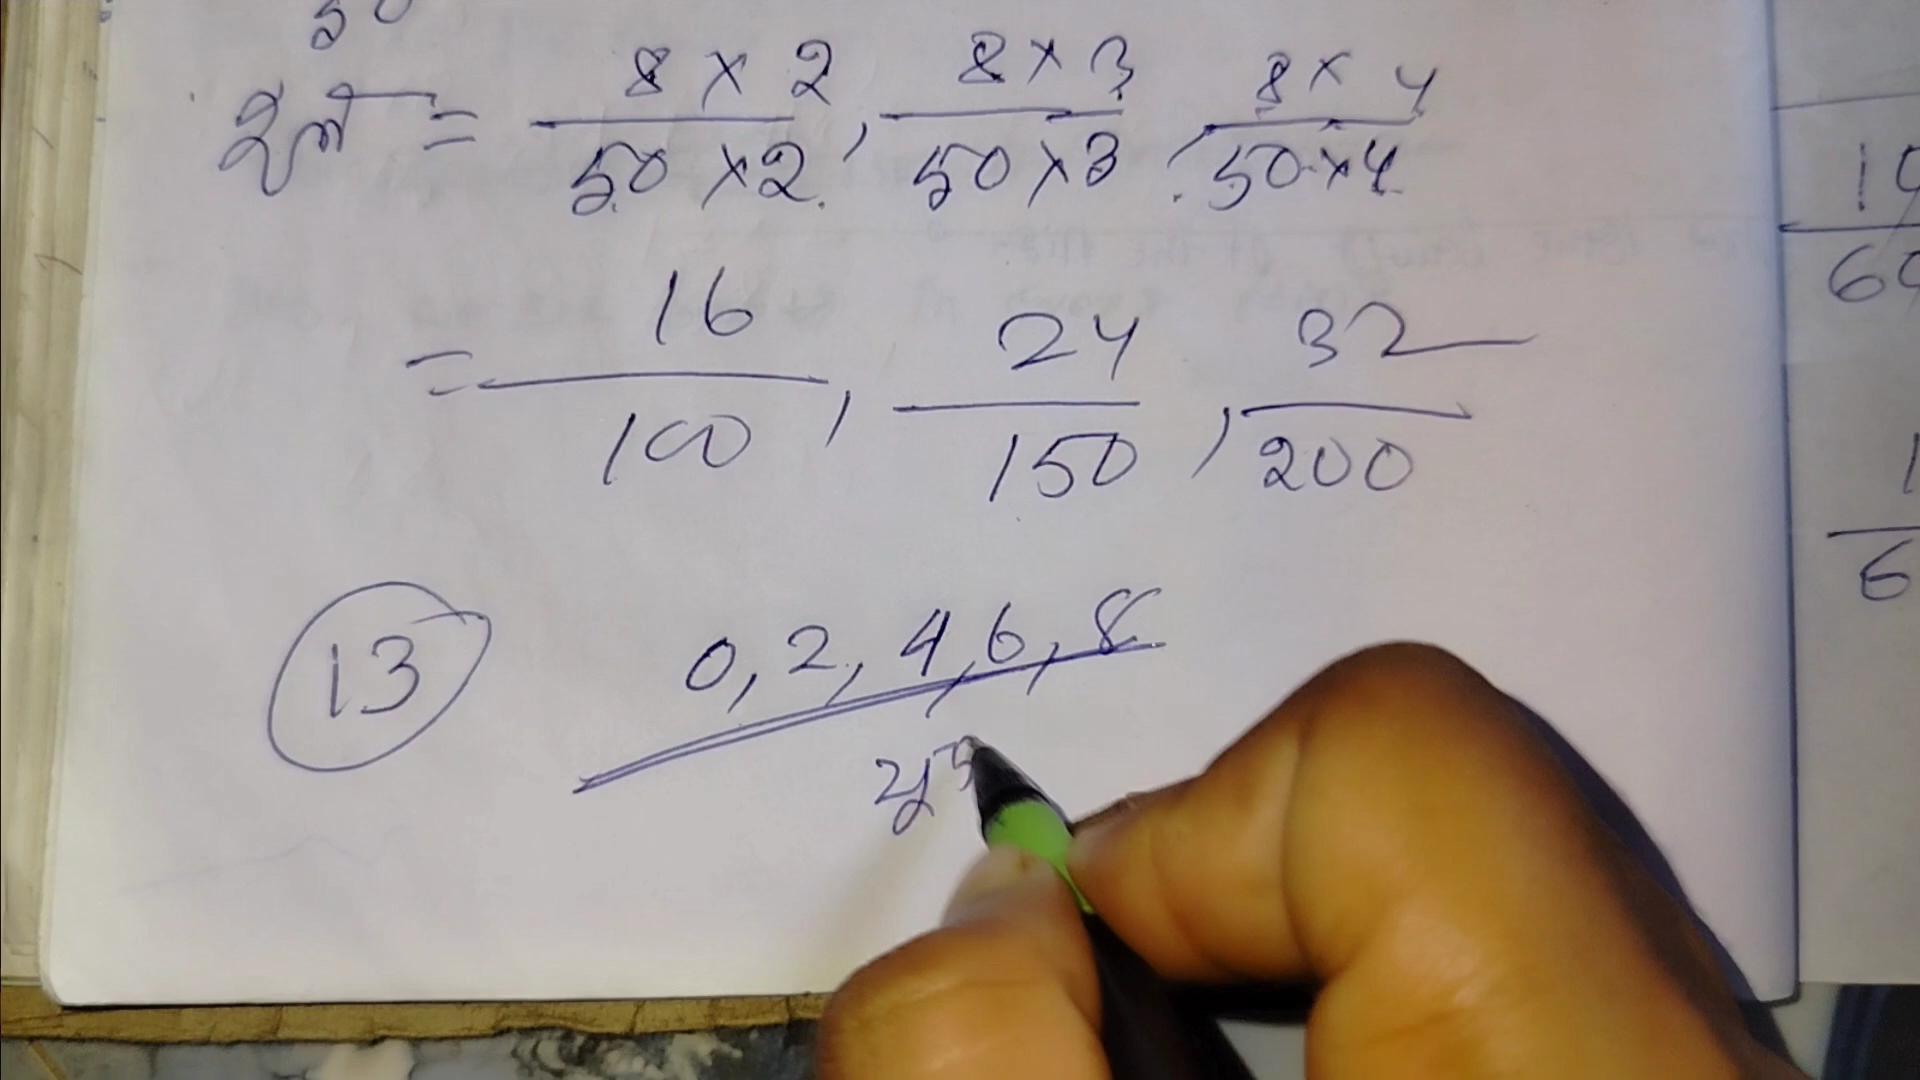 50
= 8 × 2 / 50 × 2, 8 × 3 / 50 × 3, 8 × 4 / 50 × 4
= 16 / 100, 24 / 150, 32 / 200
13 0, 2, 4, 6, 8